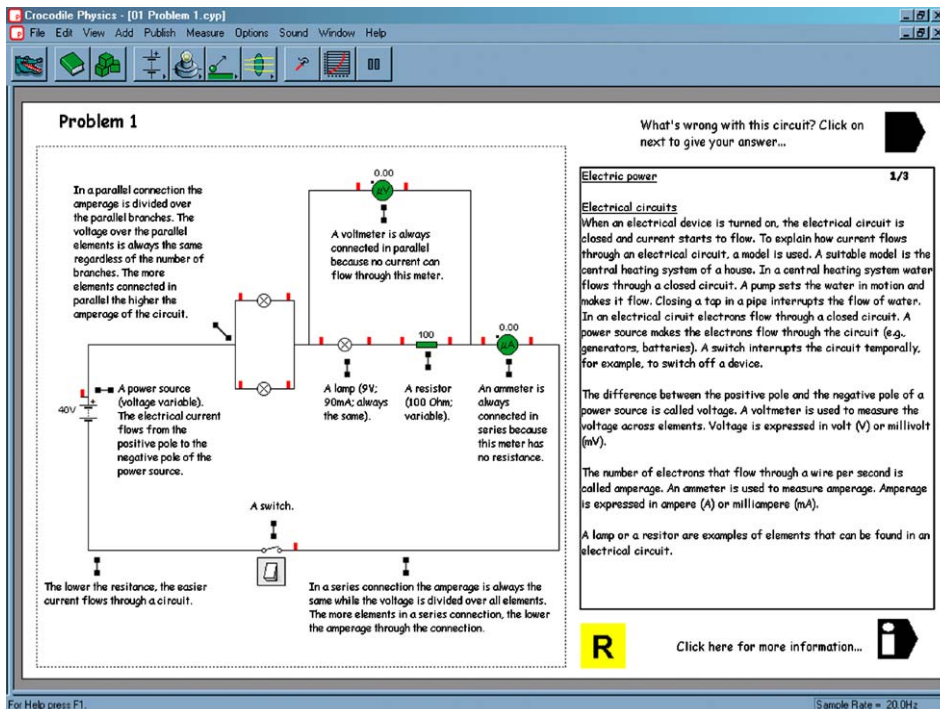 Crocodile Physics - [01 Problem 1.cyp]
File Edit View Add Publish Measure Options Sound Window Help
Problem 1
What's wrong with this circuit? Click on
next to give your answer...
In a parallel connection the
amperage is divided over
the parallel branches. The
voltage over the parallel
elements is always the same
regardless of the number of
branches. The more
elements connected in
parallel the higher the
amperage of the circuit.
0.00
µV
A voltmeter is always
connected in parallel
because no current can
flow through this meter.
100
0.00
µA
A lamp (9V;
90mA; always
the same).
A resistor
(100 Ohm;
variable).
An ammeter is
always
connected in
series because
this meter has
no resistance.
40V
A power source
(voltage variable).
The electrical current
flows from the
positive pole to the
negative pole of the
power source.
A switch.
The lower the resitance, the easier
current flows through a circuit.
In a series connection the amperage is always the
same while the voltage is divided over all elements.
The more elements in a series connection, the lower
the amperage through the connection.
Electric power 1/3
Electrical circuits
When an electrical device is turned on, the electrical circuit is
closed and current starts to flow. To explain how current flows
through an electrical circuit, a model is used. A suitable model is the
central heating system of a house. In a central heating system water
flows through a closed circuit. A pump sets the water in motion and
makes it flow. Closing a tap in a pipe interrupts the flow of water.
In an electrical ciruit electrons flow through a closed circuit. A
power source makes the electrons flow through the circuit (e.g.,
generators, batteries). A switch interrupts the circuit temporally,
for example, to switch off a device.
The difference between the positive pole and the negative pole of a
power source is called voltage. A voltmeter is used to measure the
voltage across elements. Voltage is expressed in volt (V) or millivolt
(mV).
The number of electrons that flow through a wire per second is
called amperage. An ammeter is used to measure amperage. Amperage
is expressed in ampere (A) or milliampere (mA).
A lamp or a resitor are examples of elements that can be found in an
electrical circuit.
R
Click here for more information...
i
For Help press F1.
Sample Rate = 20.0Hz